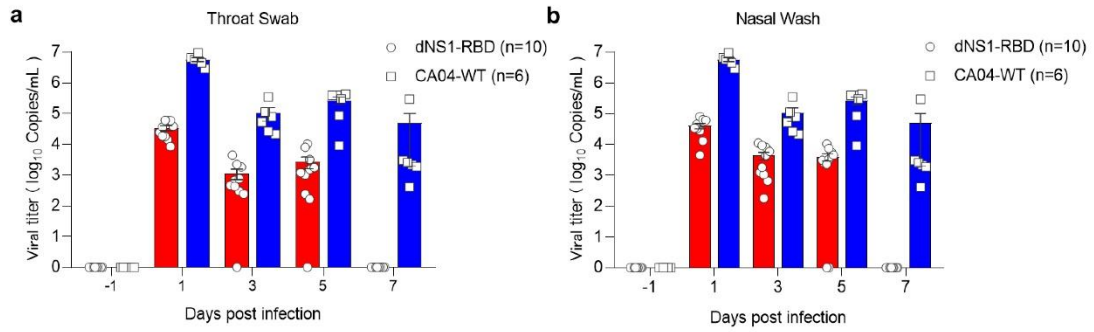 a
Throat Swab
dNS1-RBD (n=10)
CA04-WT (n=6)
Viral titer ( log10 Copies/mL )
7
6
5
4
3
2
1
0
-1 1 3 5 7
Days post infection
b
Nasal Wash
dNS1-RBD (n=10)
CA04-WT (n=6)
Viral titer ( log10 Copies/mL )
7
6
5
4
3
2
1
0
-1 1 3 5 7
Days post infection